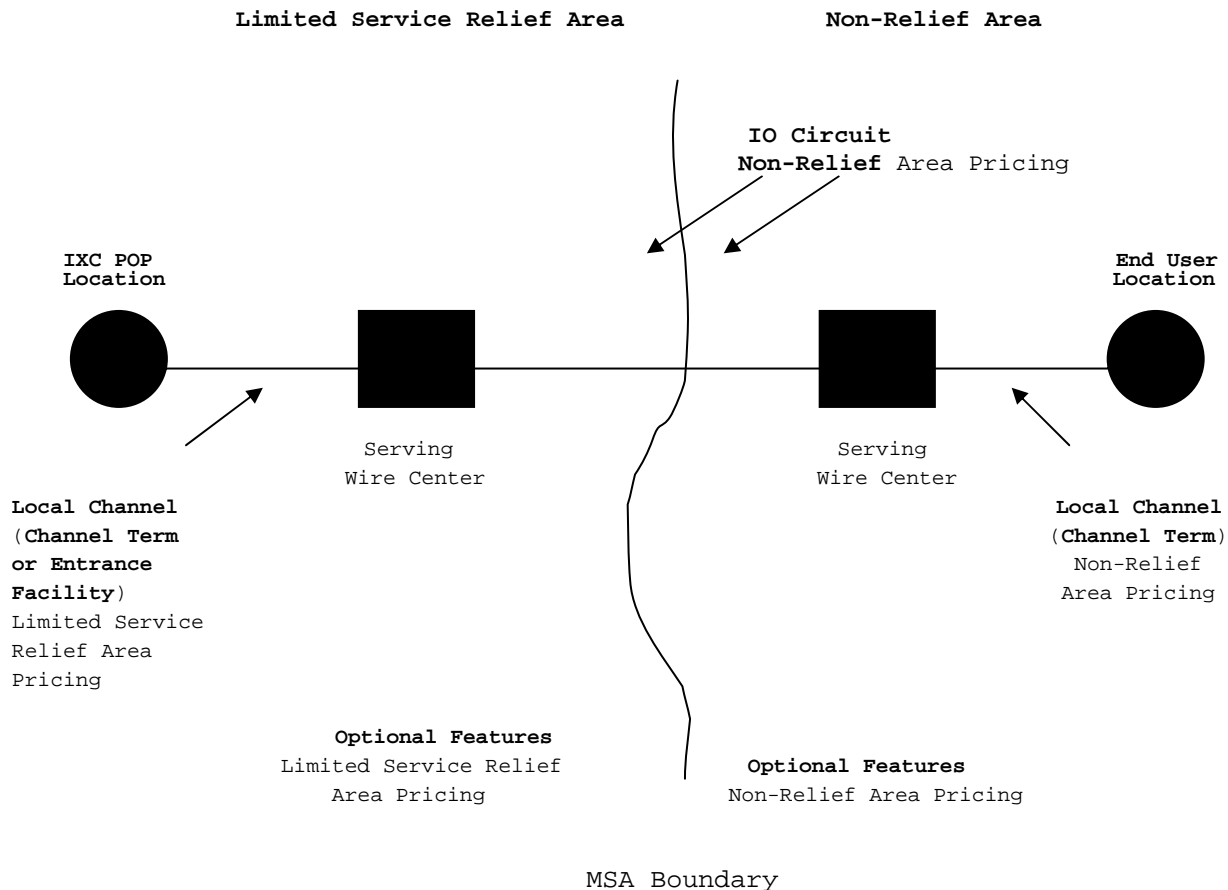 Limited Service Relief Area
Non-Relief Area
IO Circuit
Non-Relief Area Pricing
IXC POP
Location
End User
Location
Serving
Wire Center
Serving
Wire Center
Local Channel
(Channel Term
or Entrance
Facility)
Limited Service
Relief Area
Pricing
Local Channel
(Channel Term)
Non-Relief
Area Pricing
Optional Features
Limited Service Relief
Area Pricing
Optional Features
Non-Relief Area Pricing
MSA Boundary